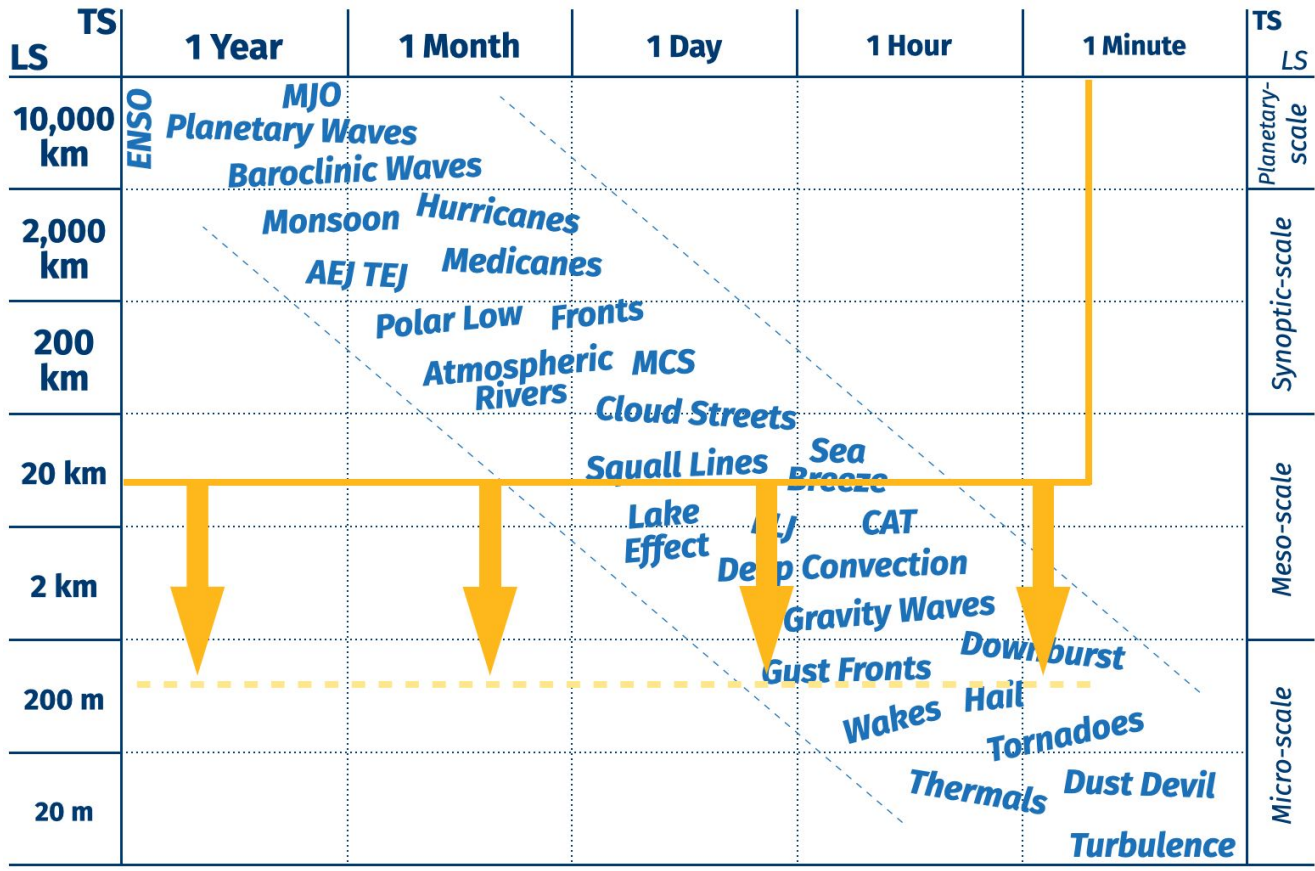 TS
LS
1 Year
1 Month
1 Day
1 Hour
1 Minute
TS
LS
10,000
km
2,000
km
200
km
20 km
2 km
200 m
20 m
ENSO
MJO
Planetary Waves
Baroclinic Waves
Monsoon
Hurricanes
AEJ TEJ
Medicanes
Polar Low
Fronts
Atmospheric
Rivers
MCS
Cloud Streets
Squall Lines
Sea
Breeze
Lake
Effect
CAT
Deep Convection
Gravity Waves
Downburst
Gust Fronts
Hail
Wakes
Tornadoes
Thermals
Dust Devil
Turbulence
Planetary-
scale
Synoptic-scale
Meso-scale
Micro-scale